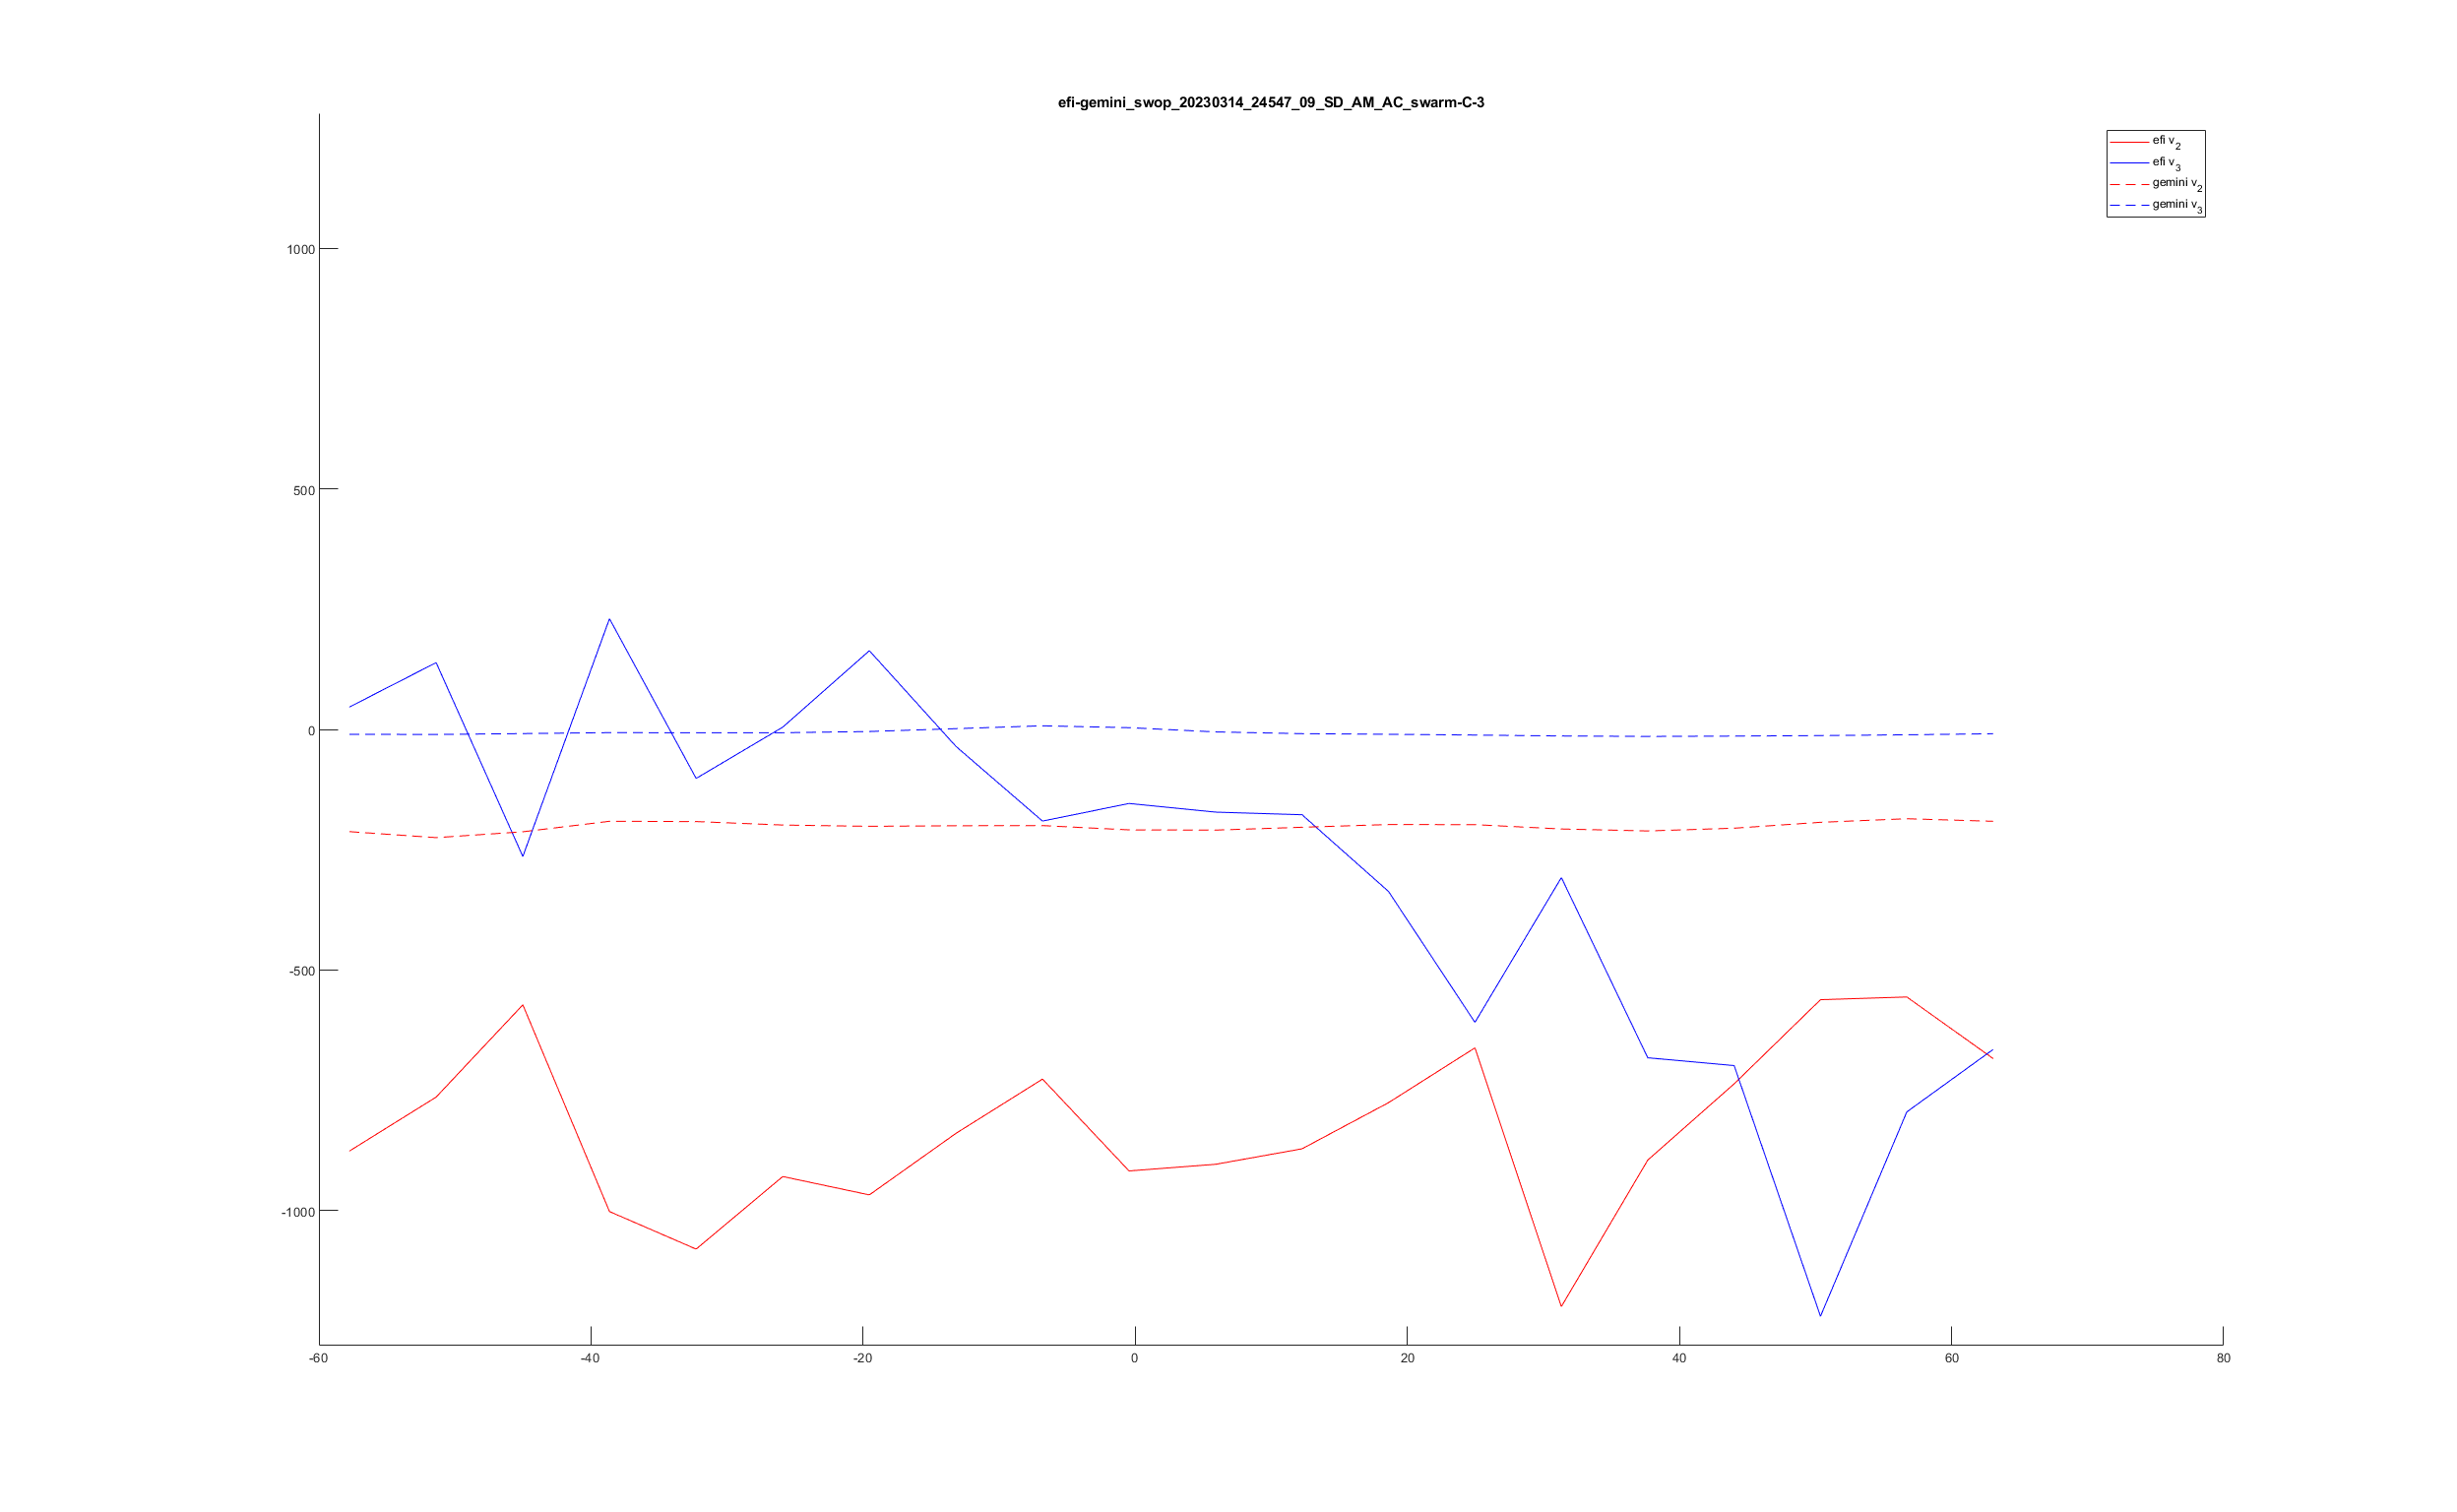 efi-gemini_swop_20230314_24547_09_SD_AM_AC_swarm-C-3
efi v2
efi v3
gemini v2
gemini v3
1000
500
0
-500
-1000
-60 -40 -20 0 20 40 60 80